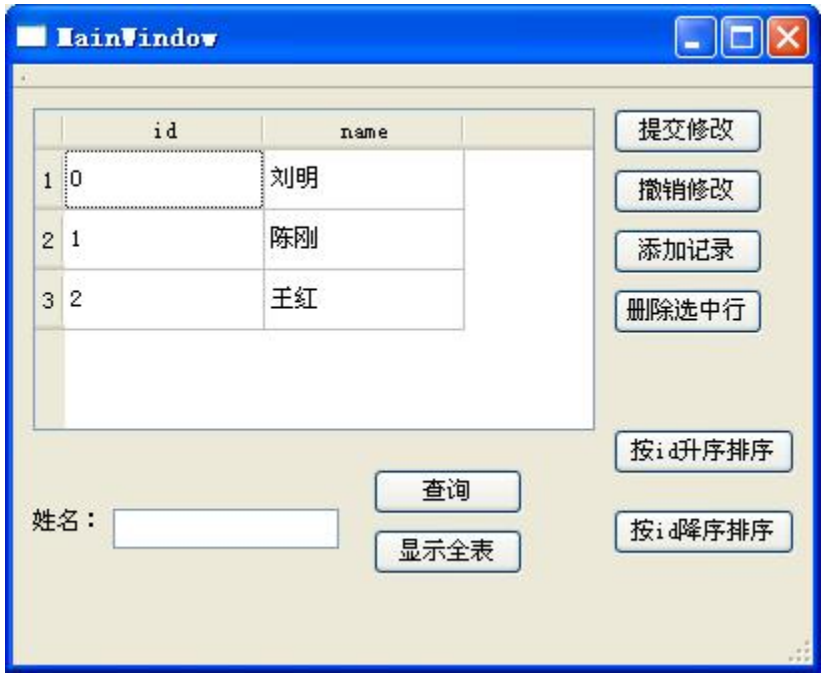 MainWindow
id name
1 0 刘明
2 1 陈刚
3 2 王红
提交修改
撤销修改
添加记录
删除选中行
按id升序排序
按id降序排序
姓名：
查询
显示全表